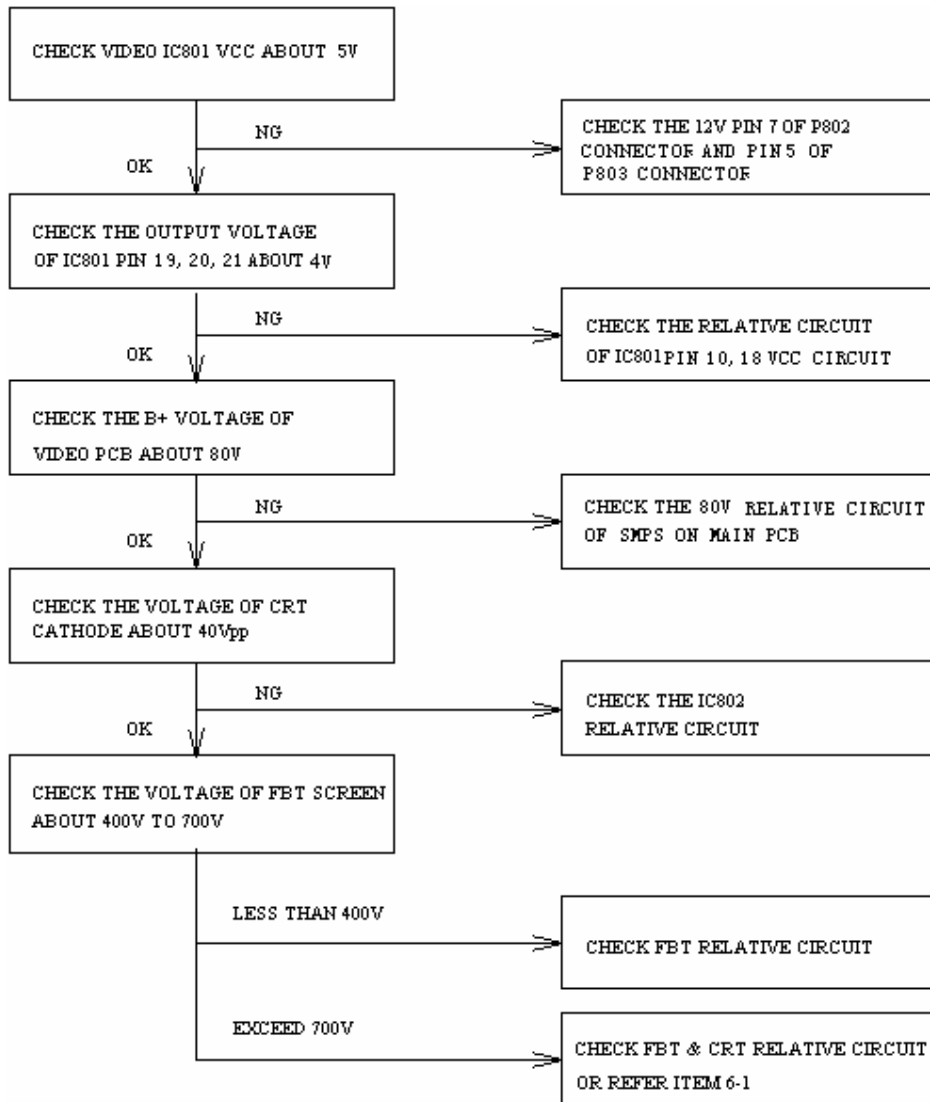 CHECK VIDEO IC801 VCC ABOUT 5V
NG
CHECK THE 12V PIN 7 OF P802
CONNECTOR AND PIN 5 OF
P803 CONNECTOR
OK
CHECK THE OUTPUT VOLTAGE
OF IC801 PIN 19, 20, 21 ABOUT 4V
NG
CHECK THE RELATIVE CIRCUIT
OF IC801 PIN 10, 18 VCC CIRCUIT
OK
CHECK THE B+ VOLTAGE OF
VIDEO PCB ABOUT 80V
NG
CHECK THE 80V RELATIVE CIRCUIT
OF SMPS ON MAIN PCB
OK
CHECK THE VOLTAGE OF CRT
CATHODE ABOUT 40Vpp
NG
CHECK THE IC802
RELATIVE CIRCUIT
OK
CHECK THE VOLTAGE OF FBT SCREEN
ABOUT 400V TO 700V
LESS THAN 400V
CHECK FBT RELATIVE CIRCUIT
EXCEED 700V
CHECK FBT & CRT RELATIVE CIRCUIT
OR REFER ITEM 6-1